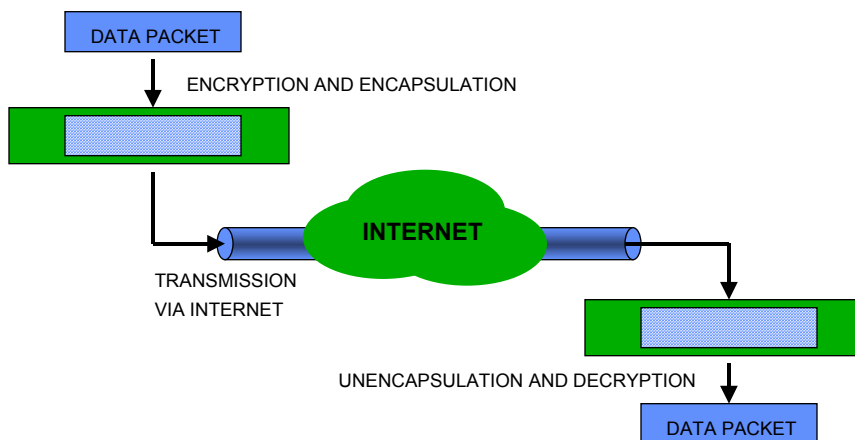 DATA PACKET
ENCRYPTION AND ENCAPSULATION
INTERNET
TRANSMISSION
VIA INTERNET
UNENCAPSULATION AND DECRYPTION
DATA PACKET